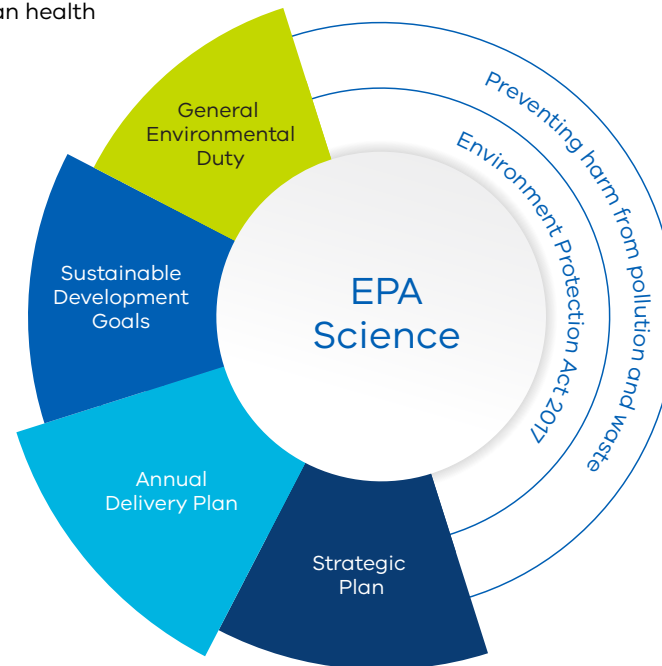 an health
General
Environmental
Duty
Preventing harm from pollution and waste
Environment Protection Act 2017
Sustainable
Development
Goals
EPA
Science
Annual
Delivery Plan
Strategic
Plan